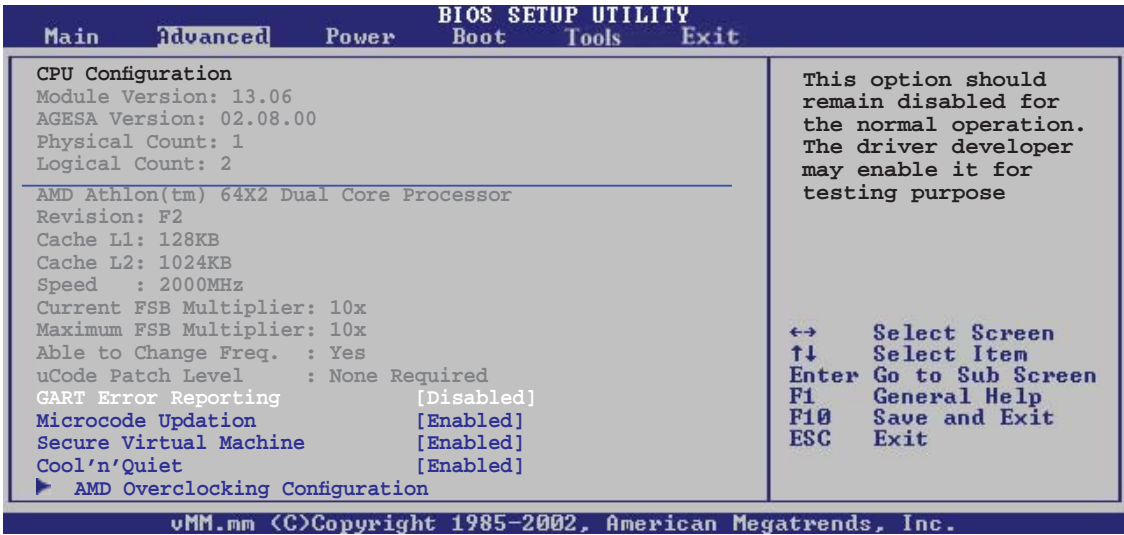 BIOS SETUP UTILITY
Main Advanced Power Boot Tools Exit
CPU Configuration
Module Version: 13.06
AGESA Version: 02.08.00
Physical Count: 1
Logical Count: 2
AMD Athlon(tm) 64X2 Dual Core Processor
Revision: F2
Cache L1: 128KB
Cache L2: 1024KB
Speed : 2000MHz
Current FSB Multiplier: 10x
Maximum FSB Multiplier: 10x
Able to Change Freq. : Yes
uCode Patch Level : None Required
GART Error Reporting [Disabled]
Microcode Updation [Enabled]
Secure Virtual Machine [Enabled]
Cool'n'Quiet [Enabled]
AMD Overclocking Configuration
This option should
remain disabled for
the normal operation.
The driver developer
may enable it for
testing purpose
←→ Select Screen
↑↓ Select Item
Enter Go to Sub Screen
F1 General Help
F10 Save and Exit
ESC Exit
vMM.mm (C)Copyright 1985-2002, American Megatrends, Inc.